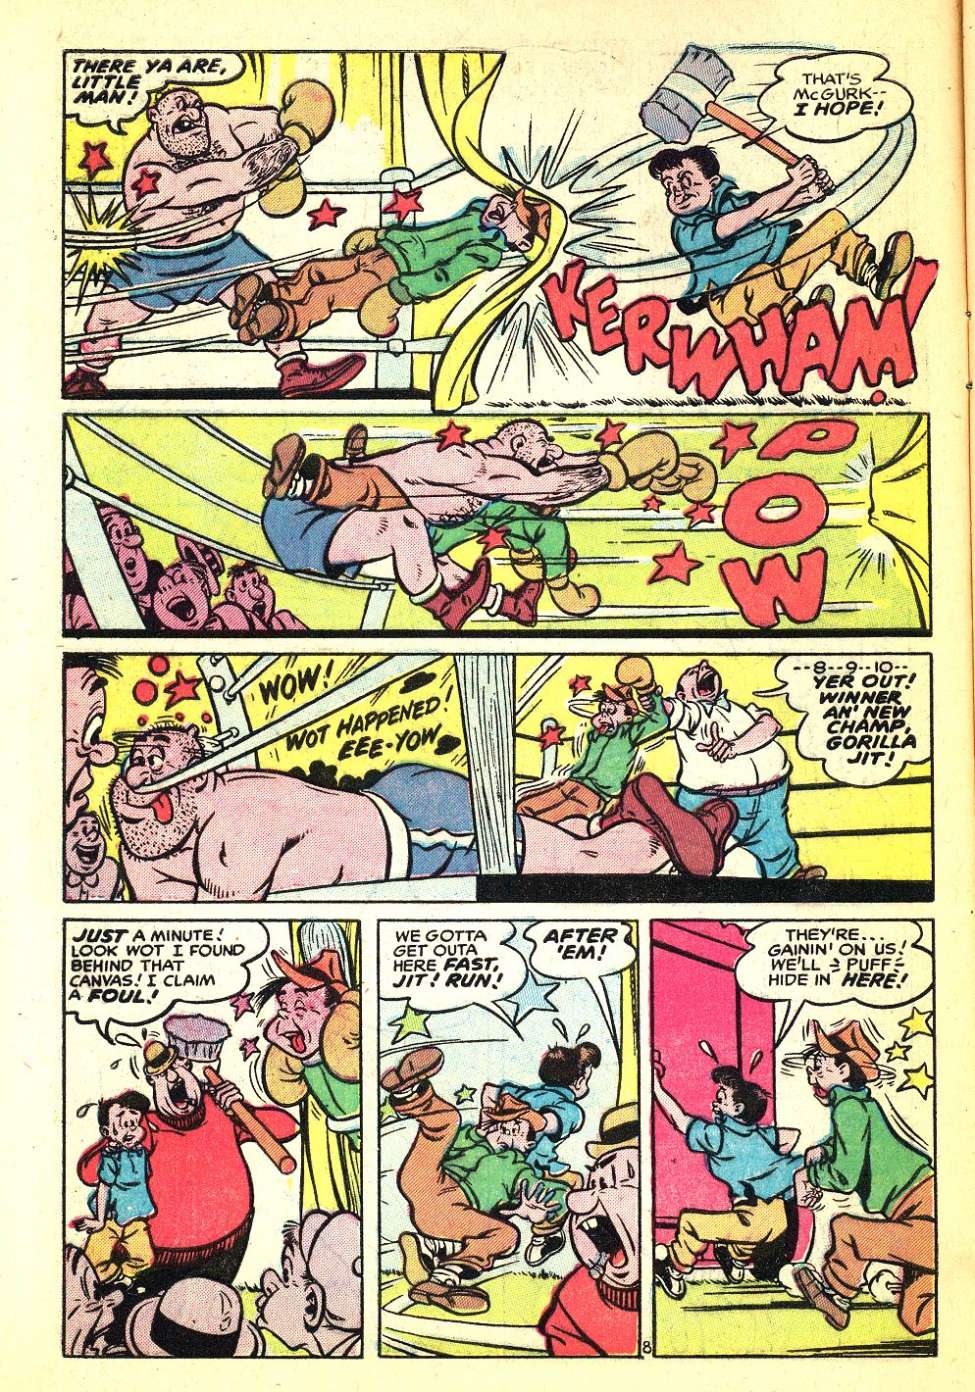 THERE YA ARE,
LITTLE
MAN!
THAT'S
McGURK--
I HOPE!
KERWHAM!
POW
WOW!
WOT HAPPENED!
EEE-YOW
--8--9--10--
YER OUT!
WINNER
AN' NEW
CHAMP,
GORILLA
JIT!
JUST A MINUTE!
LOOK WOT I FOUND
BEHIND THAT
CANVAS! I CLAIM
A FOUL!
WE GOTTA
GET OUTA
HERE FAST,
JIT! RUN!
AFTER
'EM!
THEY'RE...
GAININ' ON US!
WE'LL PUFF
HIDE IN HERE!
8